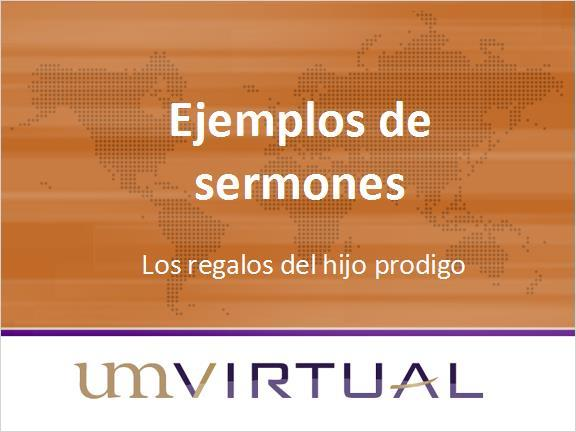 Ejemplos de
sermones
Los regalos del hijo prodigo
umVIRTUAL